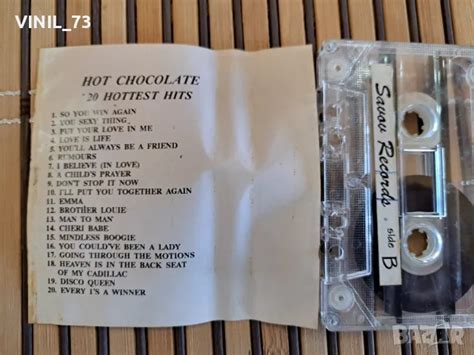 VINIL_73
HOT CHOCOLATE
20 HOTTEST HITS
1. SO YOU WIN AGAIN
2. YOU SEXY THING
3. PUT YOUR LOVE IN ME
4. LOVE IS LIFE
5. YOU'LL ALWAYS BE A FRIEND
6. RUMOURS
7. I BELIEVE (IN LOVE)
8. A CHILD'S PRAYER
9. DON'T STOP IT NOW
10. I'LL PUT YOU TOGETHER AGAIN
11. EMMA
12. BROTHER LOUIE
13. MAN TO MAN
14. CHERI BABE
15. MINDLESS BOOGIE
16. YOU COULD'VE BEEN A LADY
17. GOING THROUGH THE MOTIONS
18. HEAVEN IS IN THE BACK SEAT
OF MY CADILLAC
19. DISCO QUEEN
20. EVERY I'S A WINNER
Savov Records.
side B
BAZAR